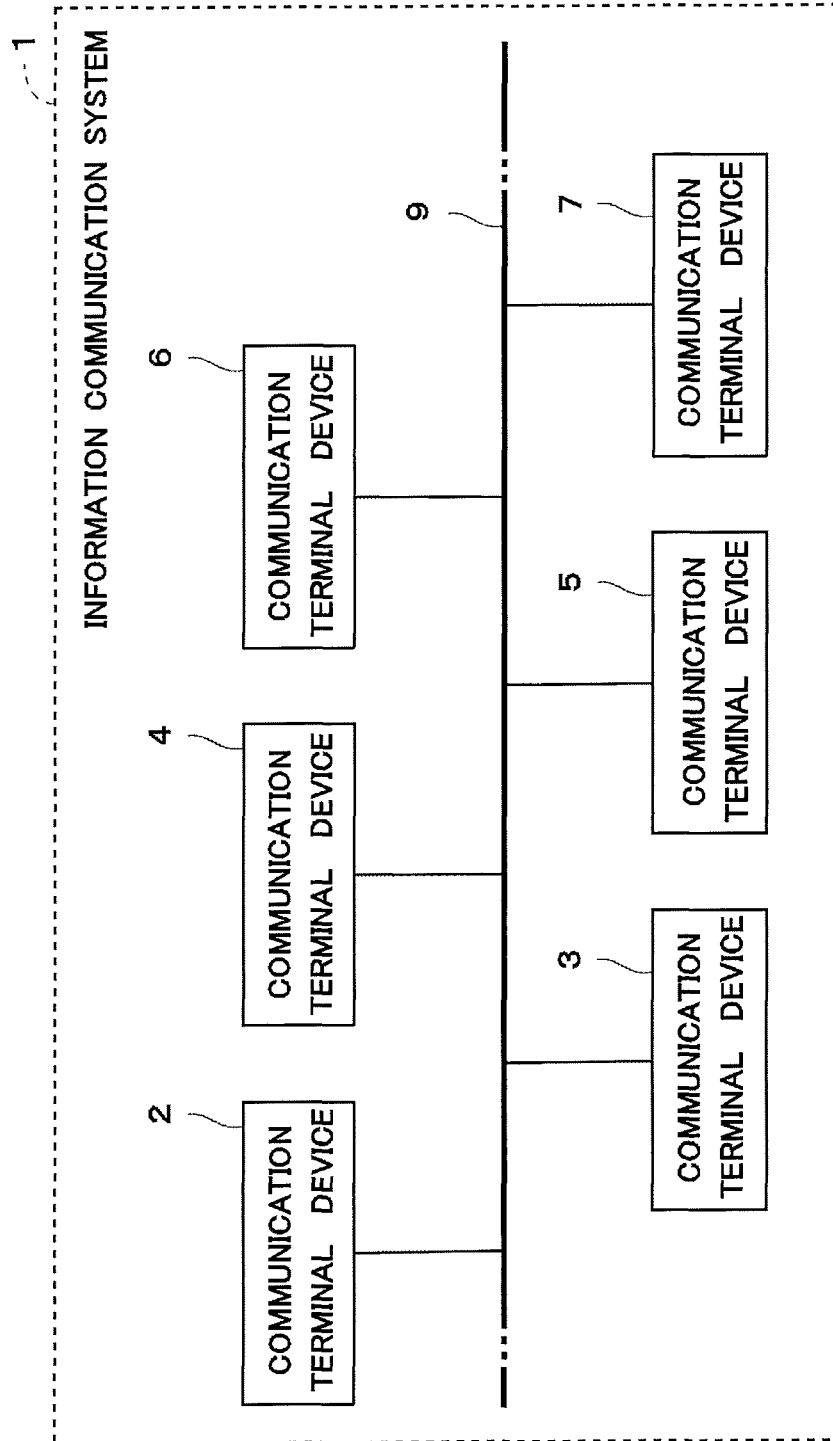 1
INFORMATION COMMUNICATION SYSTEM
2
COMMUNICATION
TERMINAL DEVICE
4
COMMUNICATION
TERMINAL DEVICE
6
COMMUNICATION
TERMINAL DEVICE
9
3
COMMUNICATION
TERMINAL DEVICE
5
COMMUNICATION
TERMINAL DEVICE
7
COMMUNICATION
TERMINAL DEVICE